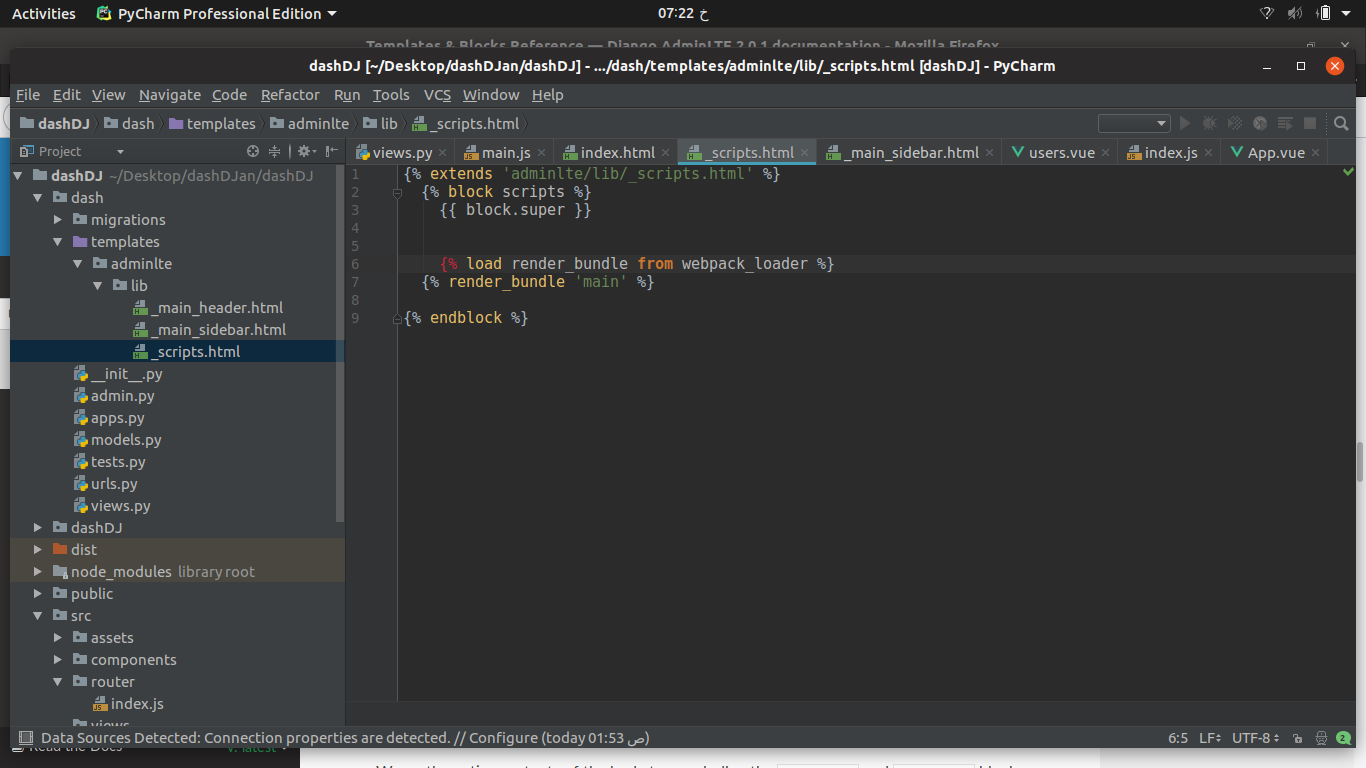 Activities PyCharm Professional Edition 07:22 خ
Templates & Blocks Reference — Django AdminLTE 2.0.1 documentation - Mozilla Firefox
dashDJ [~/Desktop/dashDJan/dashDJ] - .../dash/templates/adminlte/lib/_scripts.html [dashDJ] - PyCharm
File Edit View Navigate Code Refactor Run Tools VCS Window Help
dashDJ dash templates adminlte lib _scripts.html
Project
views.py main.js index.html _scripts.html _main_sidebar.html users.vue index.js App.vue
dashDJ ~/Desktop/dashDJan/dashDJ
dash
migrations
templates
adminlte
lib
_main_header.html
_main_sidebar.html
_scripts.html
__init__.py
admin.py
apps.py
models.py
tests.py
urls.py
views.py
dashDJ
dist
node_modules library root
public
src
assets
components
router
index.js
views
1 {% extends 'adminlte/lib/_scripts.html' %}
2 {% block scripts %}
3 {{ block.super }}
4
5
6 {% load render_bundle from webpack_loader %}
7 {% render_bundle 'main' %}
8
9 {% endblock %}
Data Sources Detected: Connection properties are detected. // Configure (today 01:53 ص) 6:5 LF UTF-8 2
Read the Docs v: latest